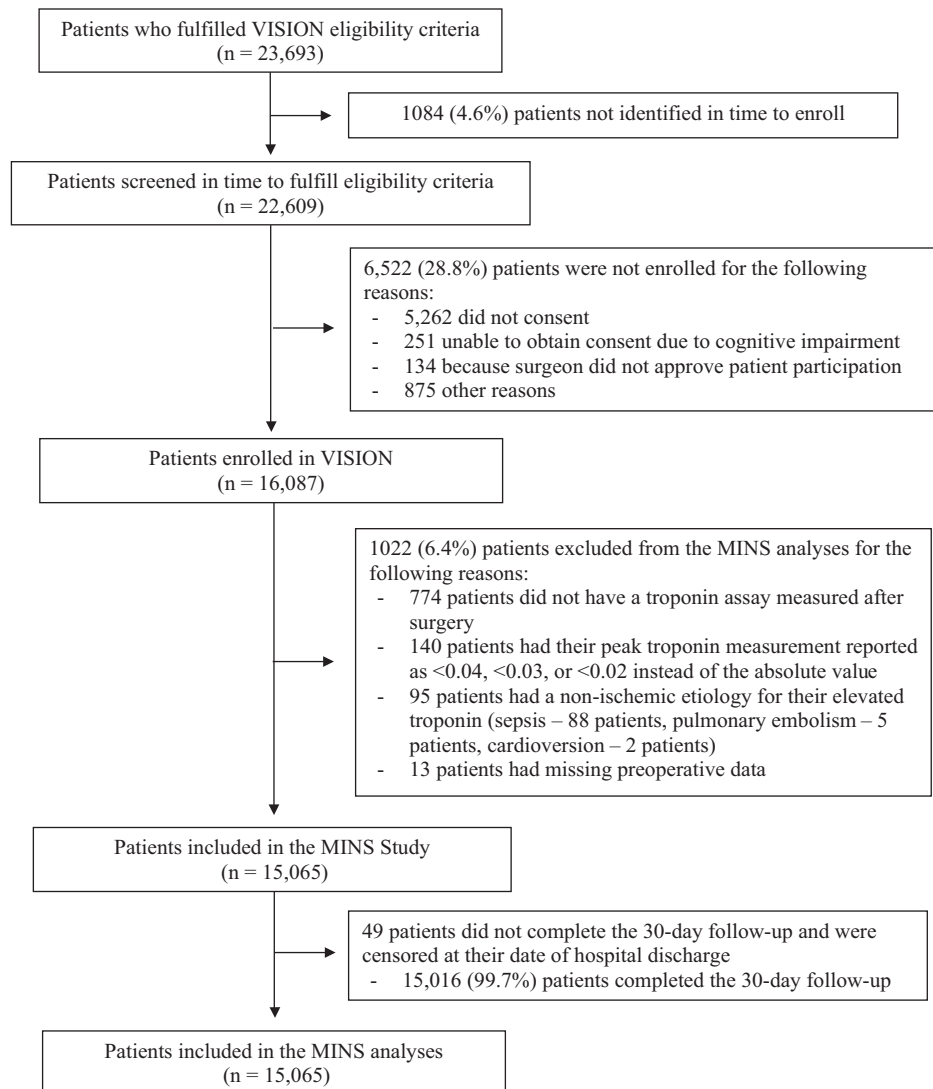 Patients who fulfilled VISION eligibility criteria
(n = 23,693)
1084 (4.6%) patients not identified in time to enroll
Patients screened in time to fulfill eligibility criteria
(n = 22,609)
6,522 (28.8%) patients were not enrolled for the following
reasons:
- 5,262 did not consent
- 251 unable to obtain consent due to cognitive impairment
- 134 because surgeon did not approve patient participation
- 875 other reasons
Patients enrolled in VISION
(n = 16,087)
1022 (6.4%) patients excluded from the MINS analyses for the
following reasons:
- 774 patients did not have a troponin assay measured after
surgery
- 140 patients had their peak troponin measurement reported
as <0.04, <0.03, or <0.02 instead of the absolute value
- 95 patients had a non-ischemic etiology for their elevated
troponin (sepsis – 88 patients, pulmonary embolism – 5
patients, cardioversion – 2 patients)
- 13 patients had missing preoperative data
Patients included in the MINS Study
(n = 15,065)
49 patients did not complete the 30-day follow-up and were
censored at their date of hospital discharge
- 15,016 (99.7%) patients completed the 30-day follow-up
Patients included in the MINS analyses
n = 15,065)